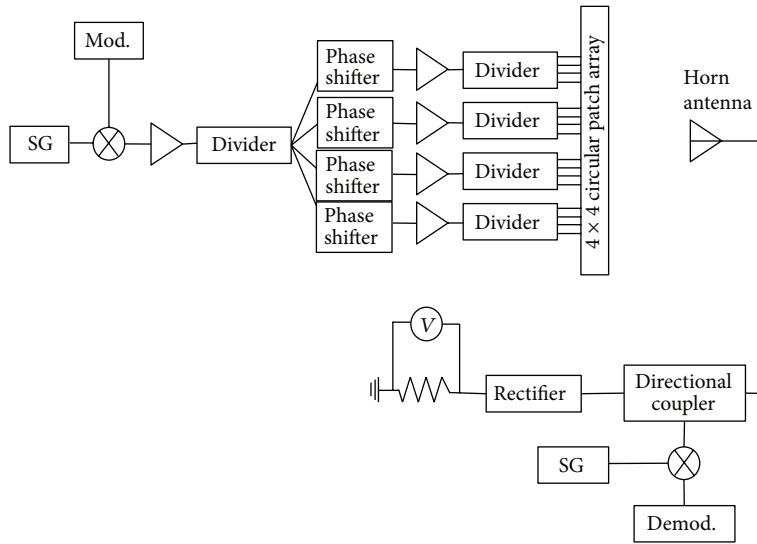 Mod.
SG
Divider
Phase
shifter
Phase
shifter
Phase
shifter
Phase
shifter
Divider
Divider
Divider
Divider
4 × 4 circular patch array
Horn
antenna
V
Rectifier
Directional
coupler
SG
Demod.